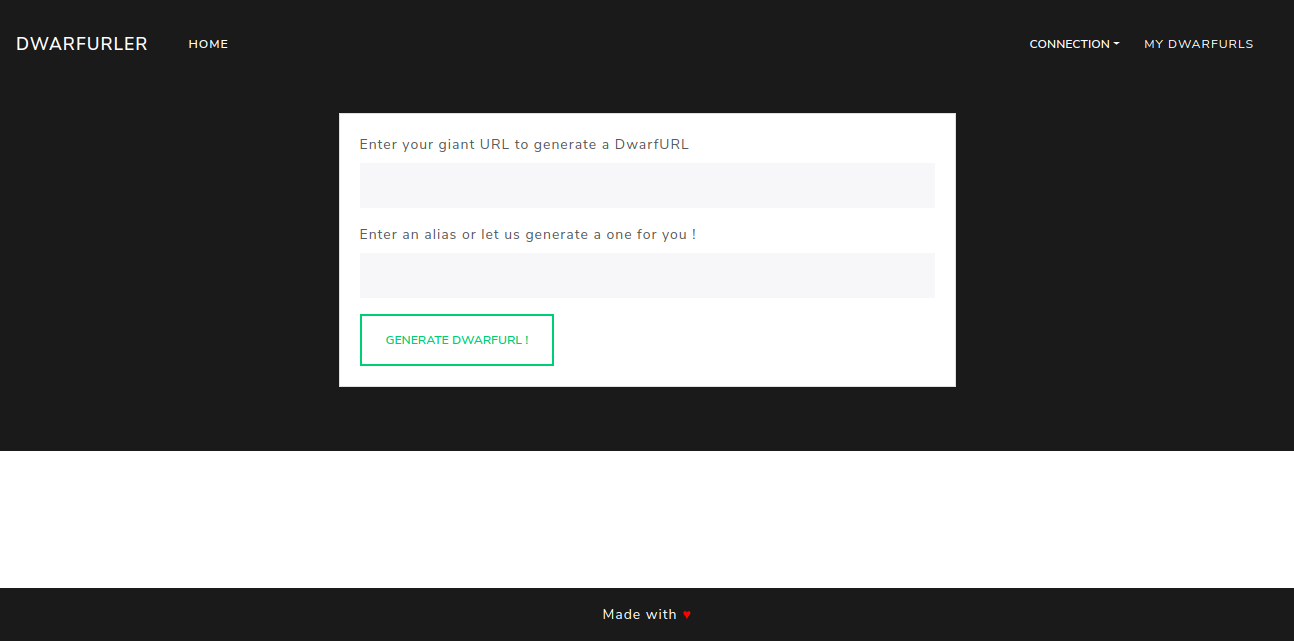 DWARFURLER HOME CONNECTION MY DWARFURLS
Enter your giant URL to generate a DwarfURL
Enter an alias or let us generate a one for you !
GENERATE DWARFURL !
Made with ♥